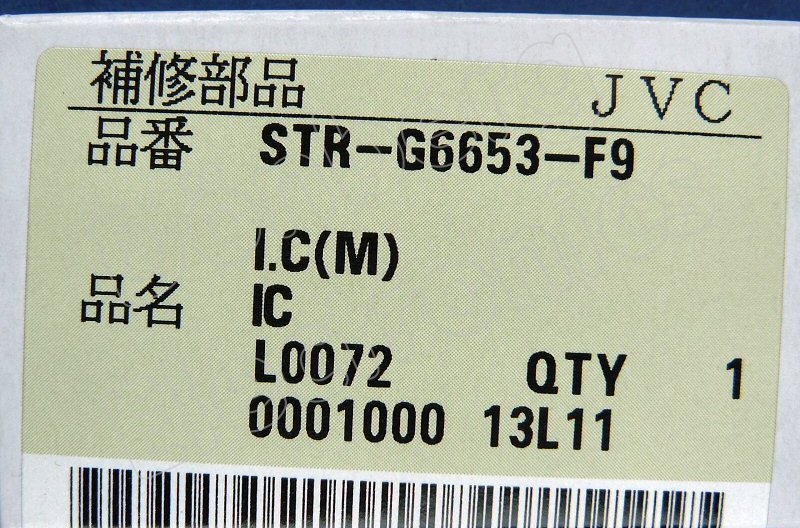 補修部品 JVC
品番 STR-G6653-F9
I.C(M)
品名 IC
L0072 QTY 1
0001000 13L11